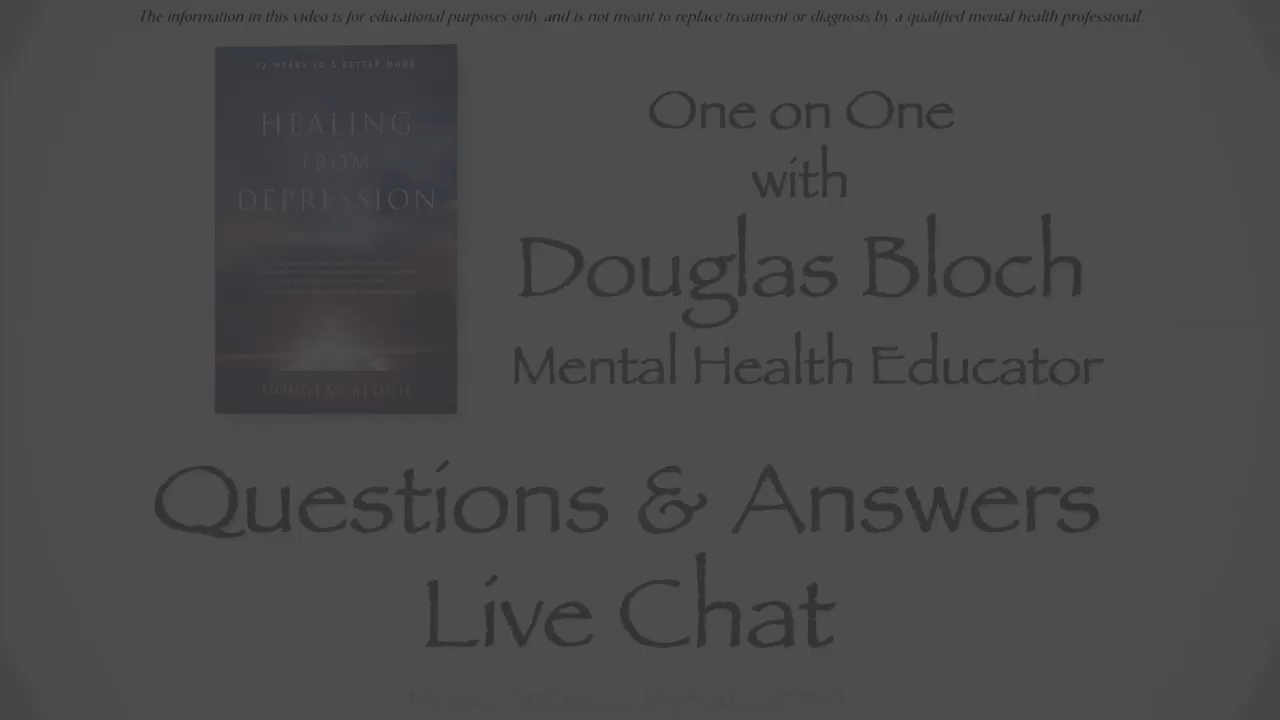 The information in this video is for educational purposes only and is not meant to replace treatment or diagnosis by a qualified mental health professional.
12 WEEKS TO A BETTER MOOD
HEALING
FROM
DEPRESSION
DOUGLAS BLOCH
One on One
with
Douglas Bloch
Mental Health Educator
Questions & Answers
Live Chat